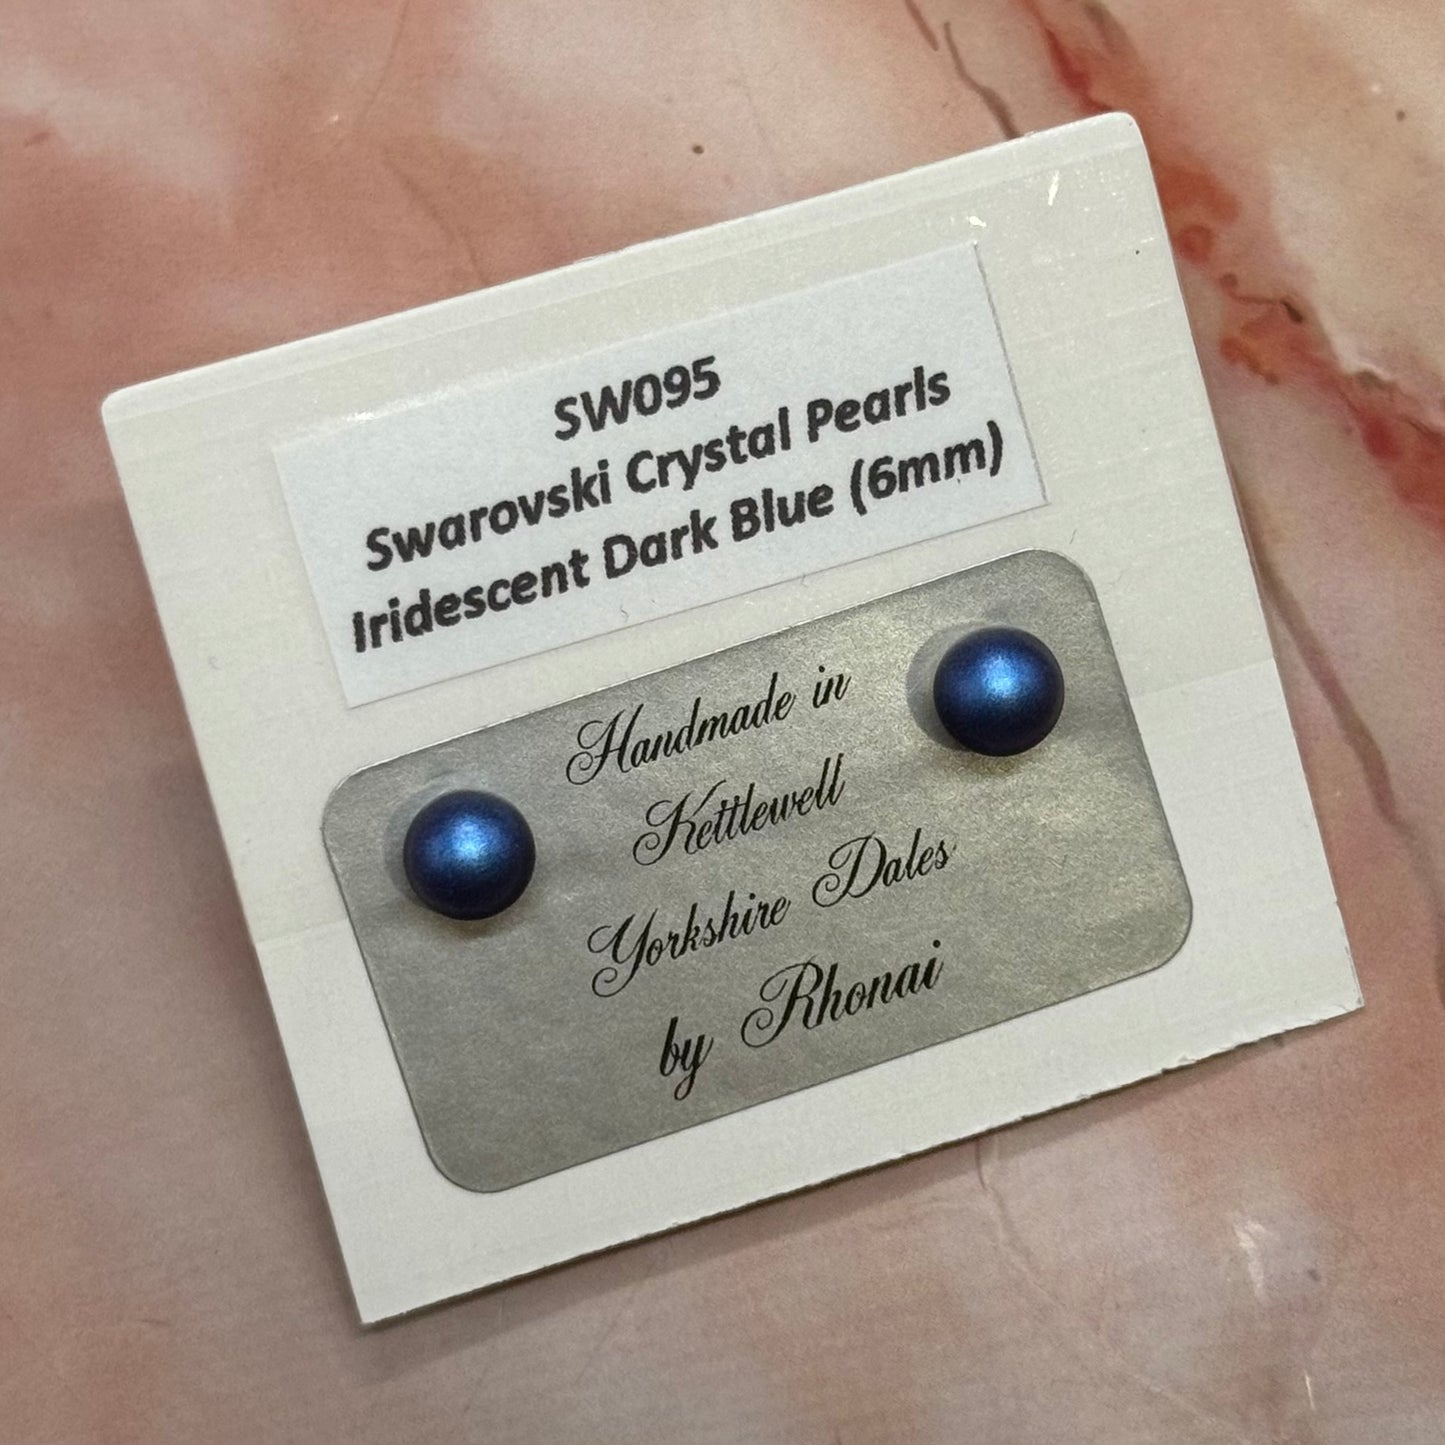 SW095
Swarovski Crystal Pearls
Iridescent Dark Blue (6mm)
Handmade in
Kettlewell
Yorkshire Dales
by Rhonai